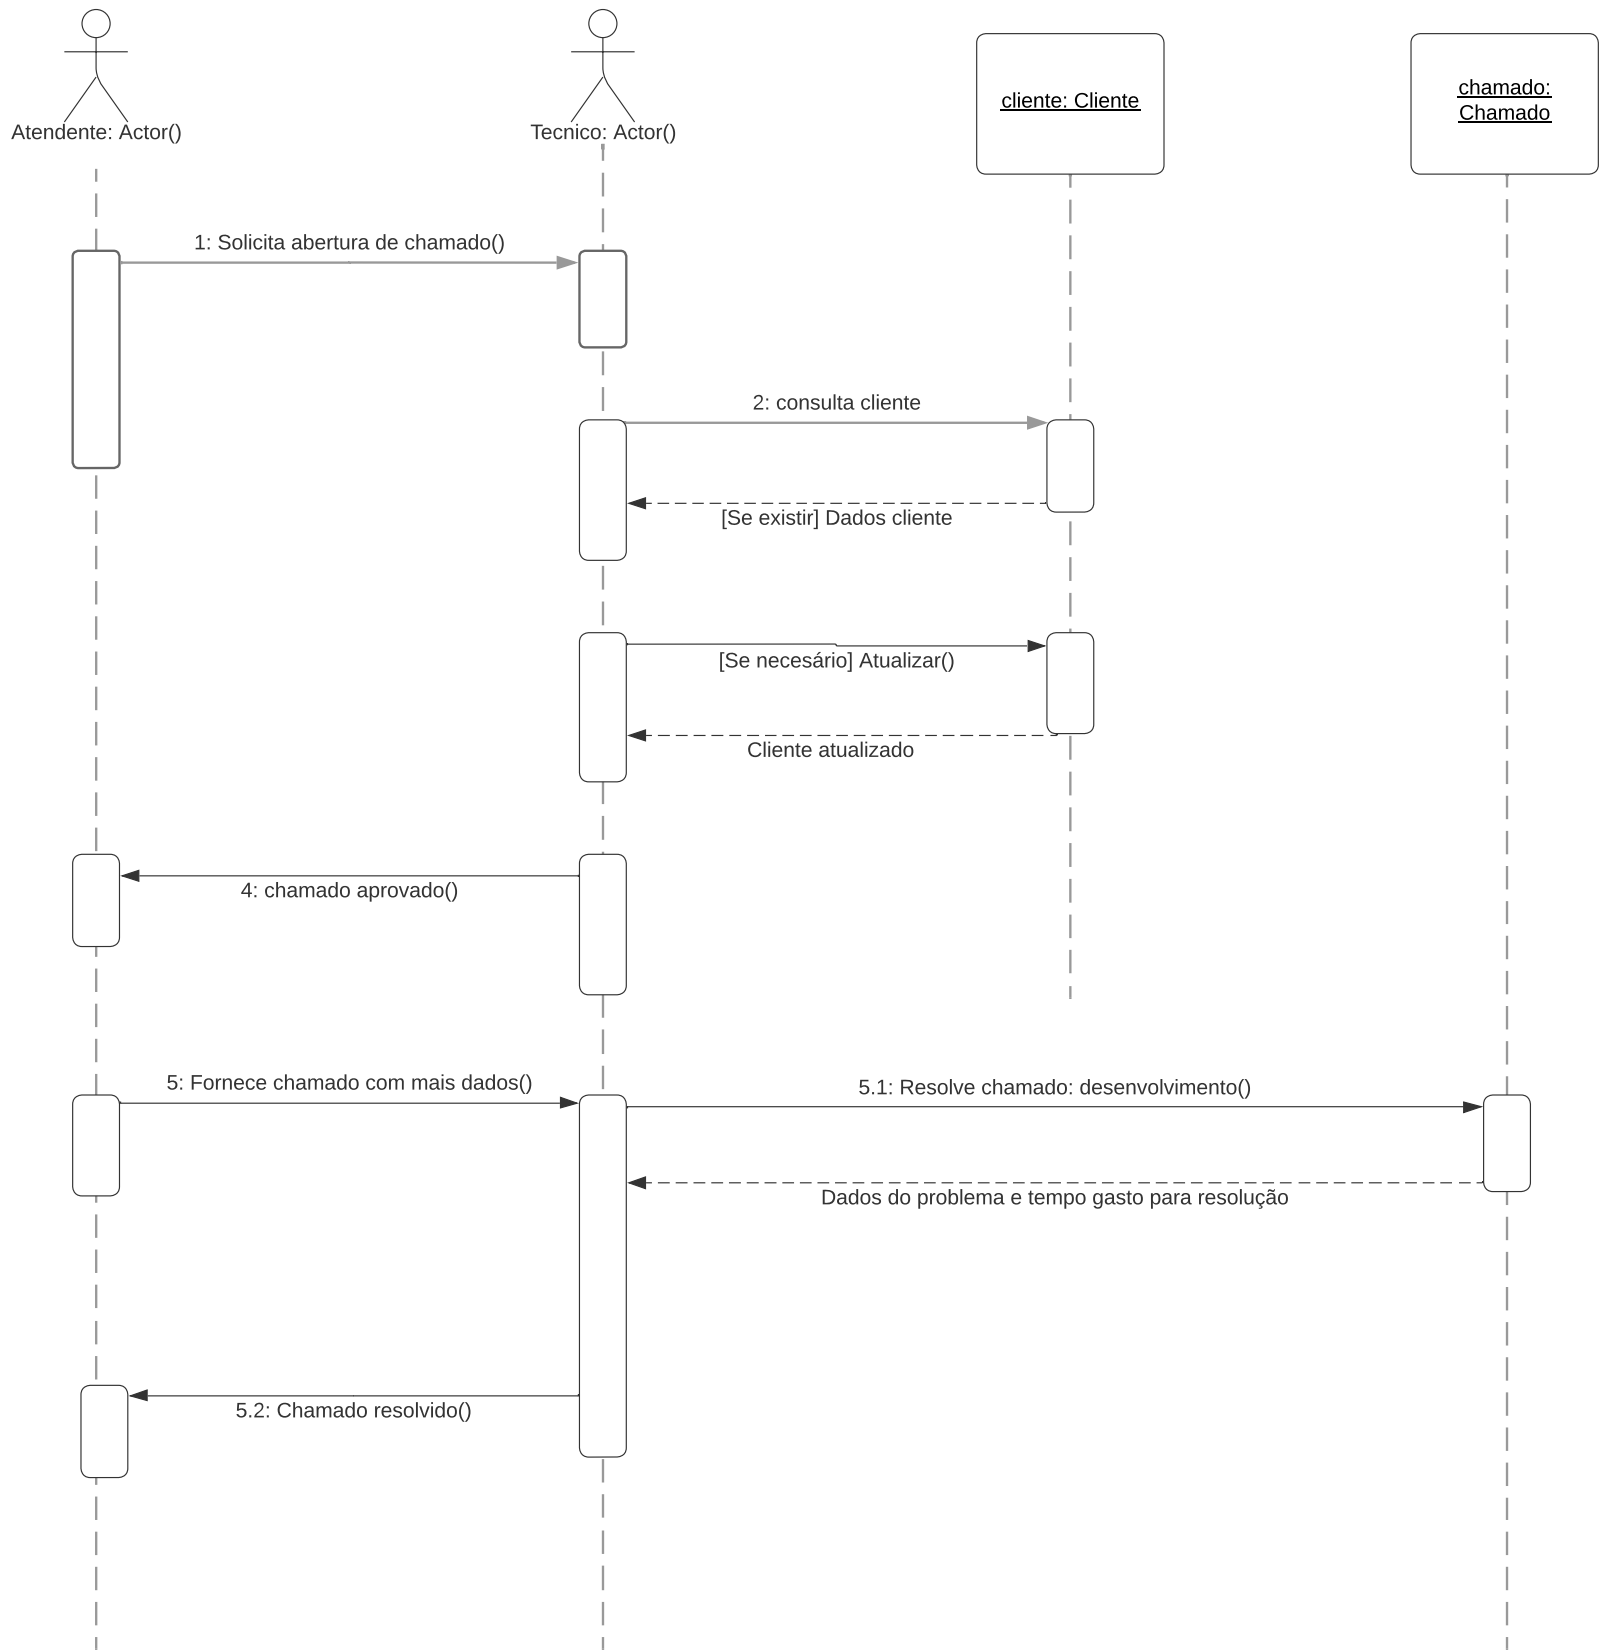 Atendente: Actor()
Tecnico: Actor()
cliente: Cliente
chamado:
Chamado
1: Solicita abertura de chamado()
2: consulta cliente
[Se existir] Dados cliente
[Se necesário] Atualizar()
Cliente atualizado
4: chamado aprovado()
5: Fornece chamado com mais dados()
5.1: Resolve chamado: desenvolvimento()
Dados do problema e tempo gasto para resolução
5.2: Chamado resolvido()